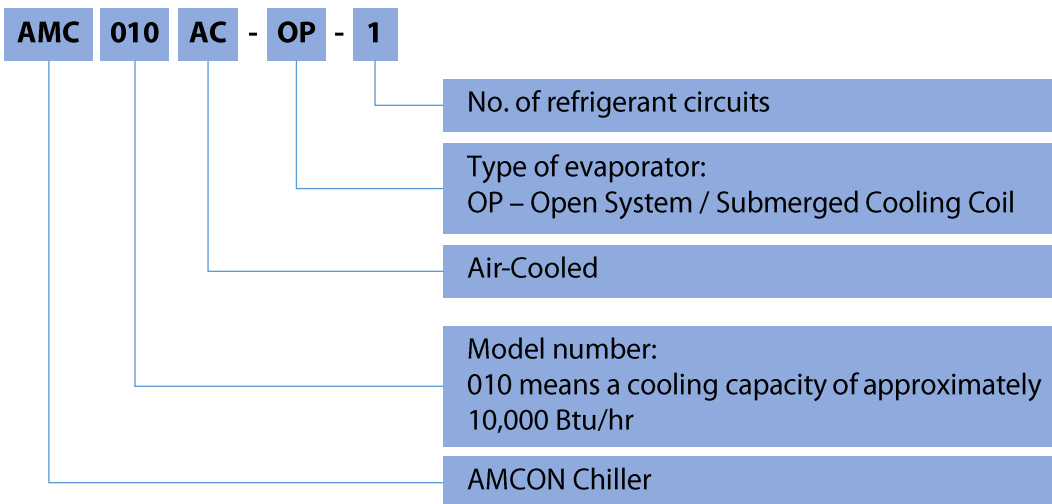 AMC 010 AC - OP - 1
No. of refrigerant circuits
Type of evaporator:
OP – Open System / Submerged Cooling Coil
Air-Cooled
Model number:
010 means a cooling capacity of approximately
10,000 Btu/hr
AMCON Chiller